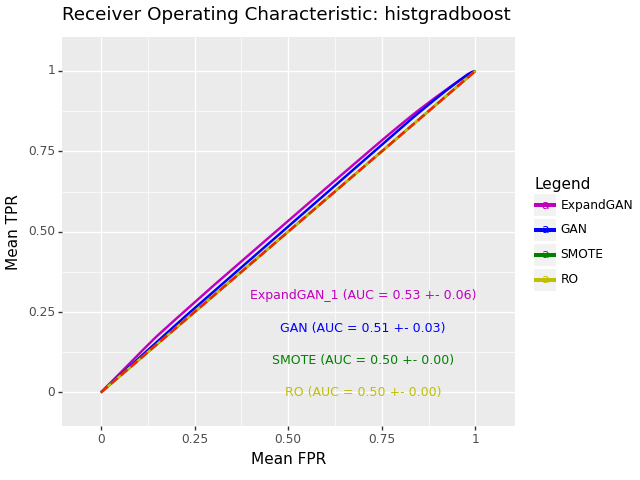 Receiver Operating Characteristic: histgradboost
Mean TPR
1
0.75
0.50
0.25
0
ExpandGAN_1 (AUC = 0.53 +- 0.06)
GAN (AUC = 0.51 +- 0.03)
SMOTE (AUC = 0.50 +- 0.00)
RO (AUC = 0.50 +- 0.00)
0 0.25 0.50 0.75 1
Mean FPR
Legend
a ExpandGAN
a GAN
a SMOTE
a RO